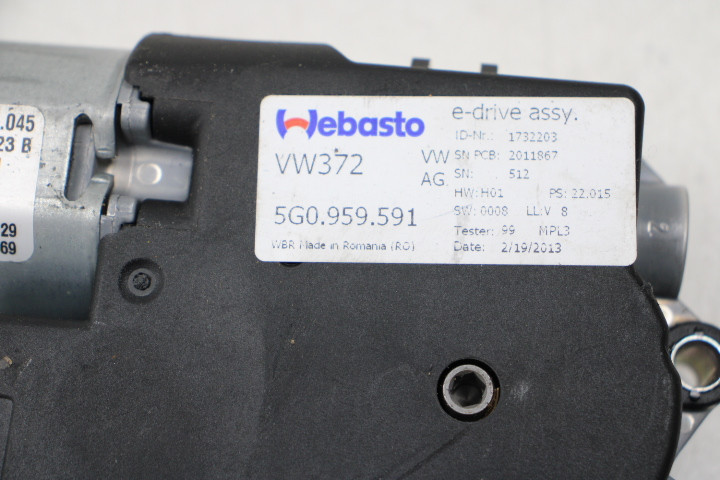 .045
23 B
29
69
Webasto
e-drive assy.
ID-Nr.: 1732203
VW372
VW AG
SN PCB: 2011867
SN: 512
HW: H01 PS: 22.015
5G0.959.591
SW: 0008 LL:V 8
Tester: 99 MPL3
WBR Made in Romania (RO)
Date: 2/19/2013